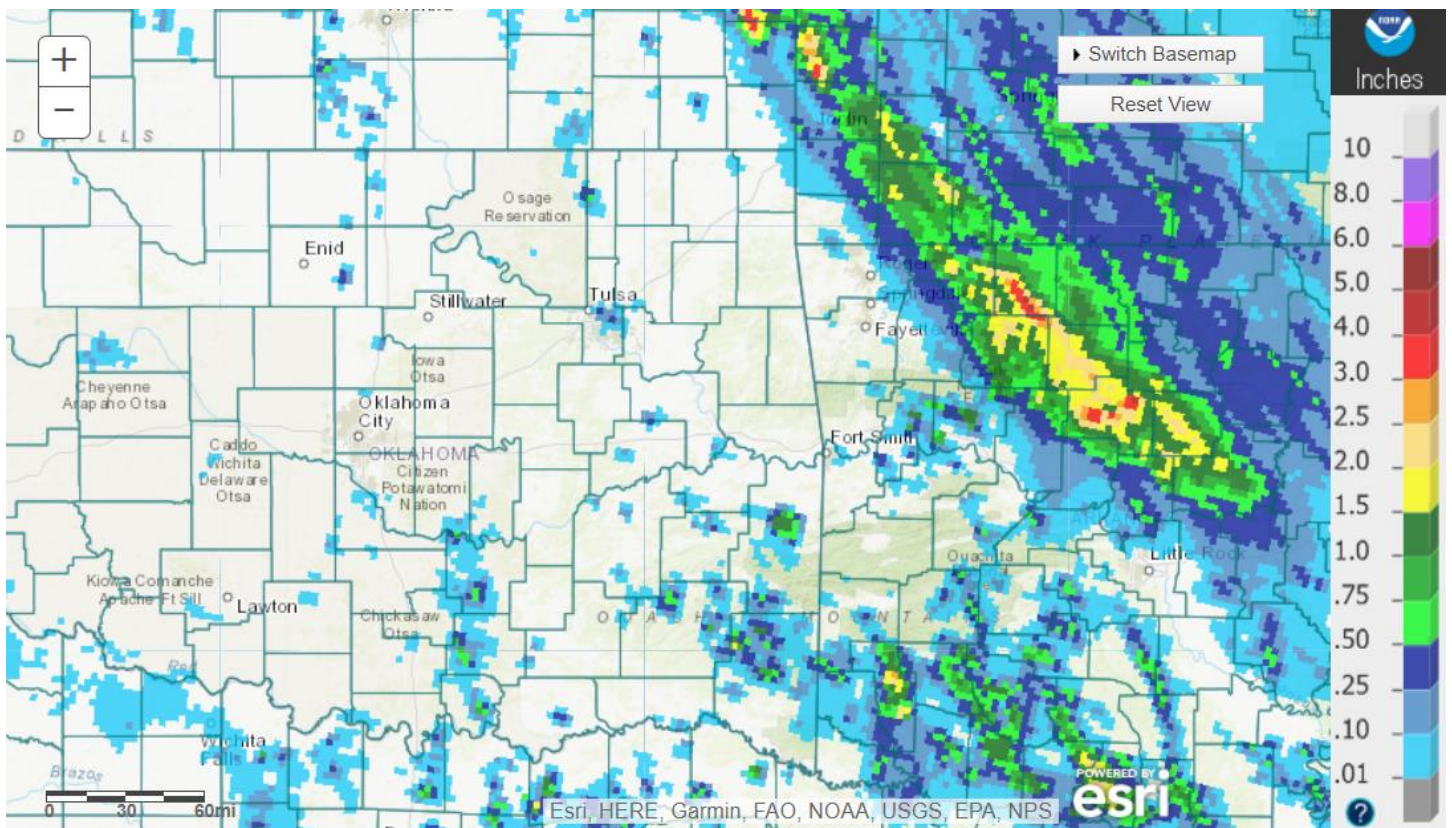 +
−
Switch Basemap
Reset View
NOAA
Inches
10
8.0
6.0
5.0
4.0
3.0
2.5
2.0
1.5
1.0
.75
.50
.25
.10
.01
?
Osage
Reservation
Enid
Stillwater
Tulsa
Iowa
Otsa
Cheyenne
Arapaho Otsa
Oklahoma
City
OKLAHOMA
Citizen
Potawatomi
Nation
Caddo
Wichita
Delaware
Otsa
Fort Smith
Ouachita
Little Rock
Kiowa Comanche
Apache Ft Sill
Lawton
Chickasaw
Otsa
OUACHITA MOUNTAINS
Red
Wichita
Falls
Brazos
0 30 60mi
Esri, HERE, Garmin, FAO, NOAA, USGS, EPA, NPS
POWERED BY
esri